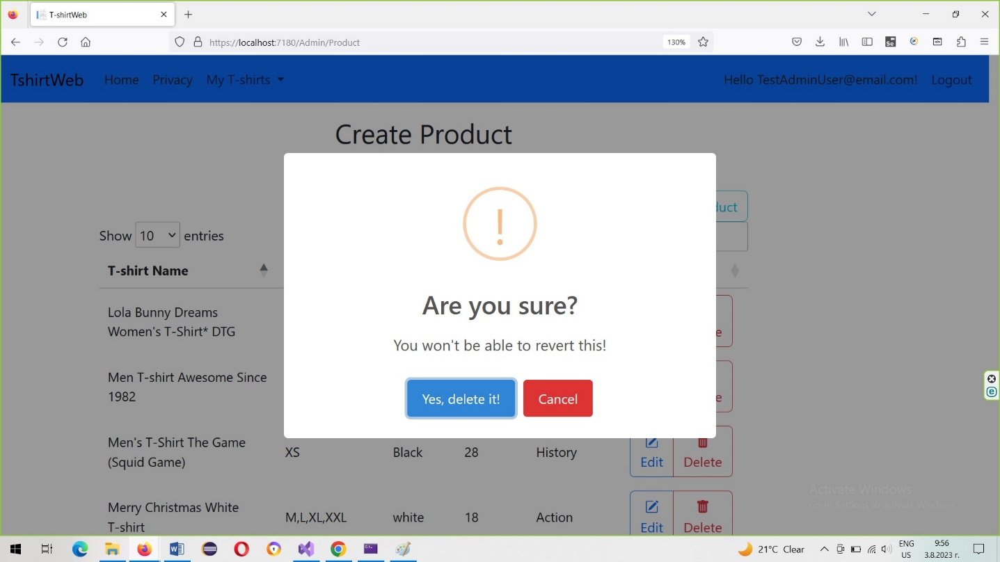 T-shirtWeb
https://localhost:7180/Admin/Product
130%
TshirtWeb Home Privacy My T-shirts Hello TestAdminUser@email.com! Logout
Create Product
duct
Show 10 entries
T-shirt Name
Lola Bunny Dreams
Women's T-Shirt* DTG
e
Men T-shirt Awesome Since
1982
e
Are you sure?
You won't be able to revert this!
Yes, delete it! Cancel
Men's T-Shirt The Game
(Squid Game)
XS Black 28 History
Edit Delete
Merry Christmas White
T-shirt
M,L,XL,XXL white 18 Action
Edit Delete
Activate Windows
Go to Settings to activate Windows.
21°C Clear
ENG
US
9:56
3.8.2023 г.